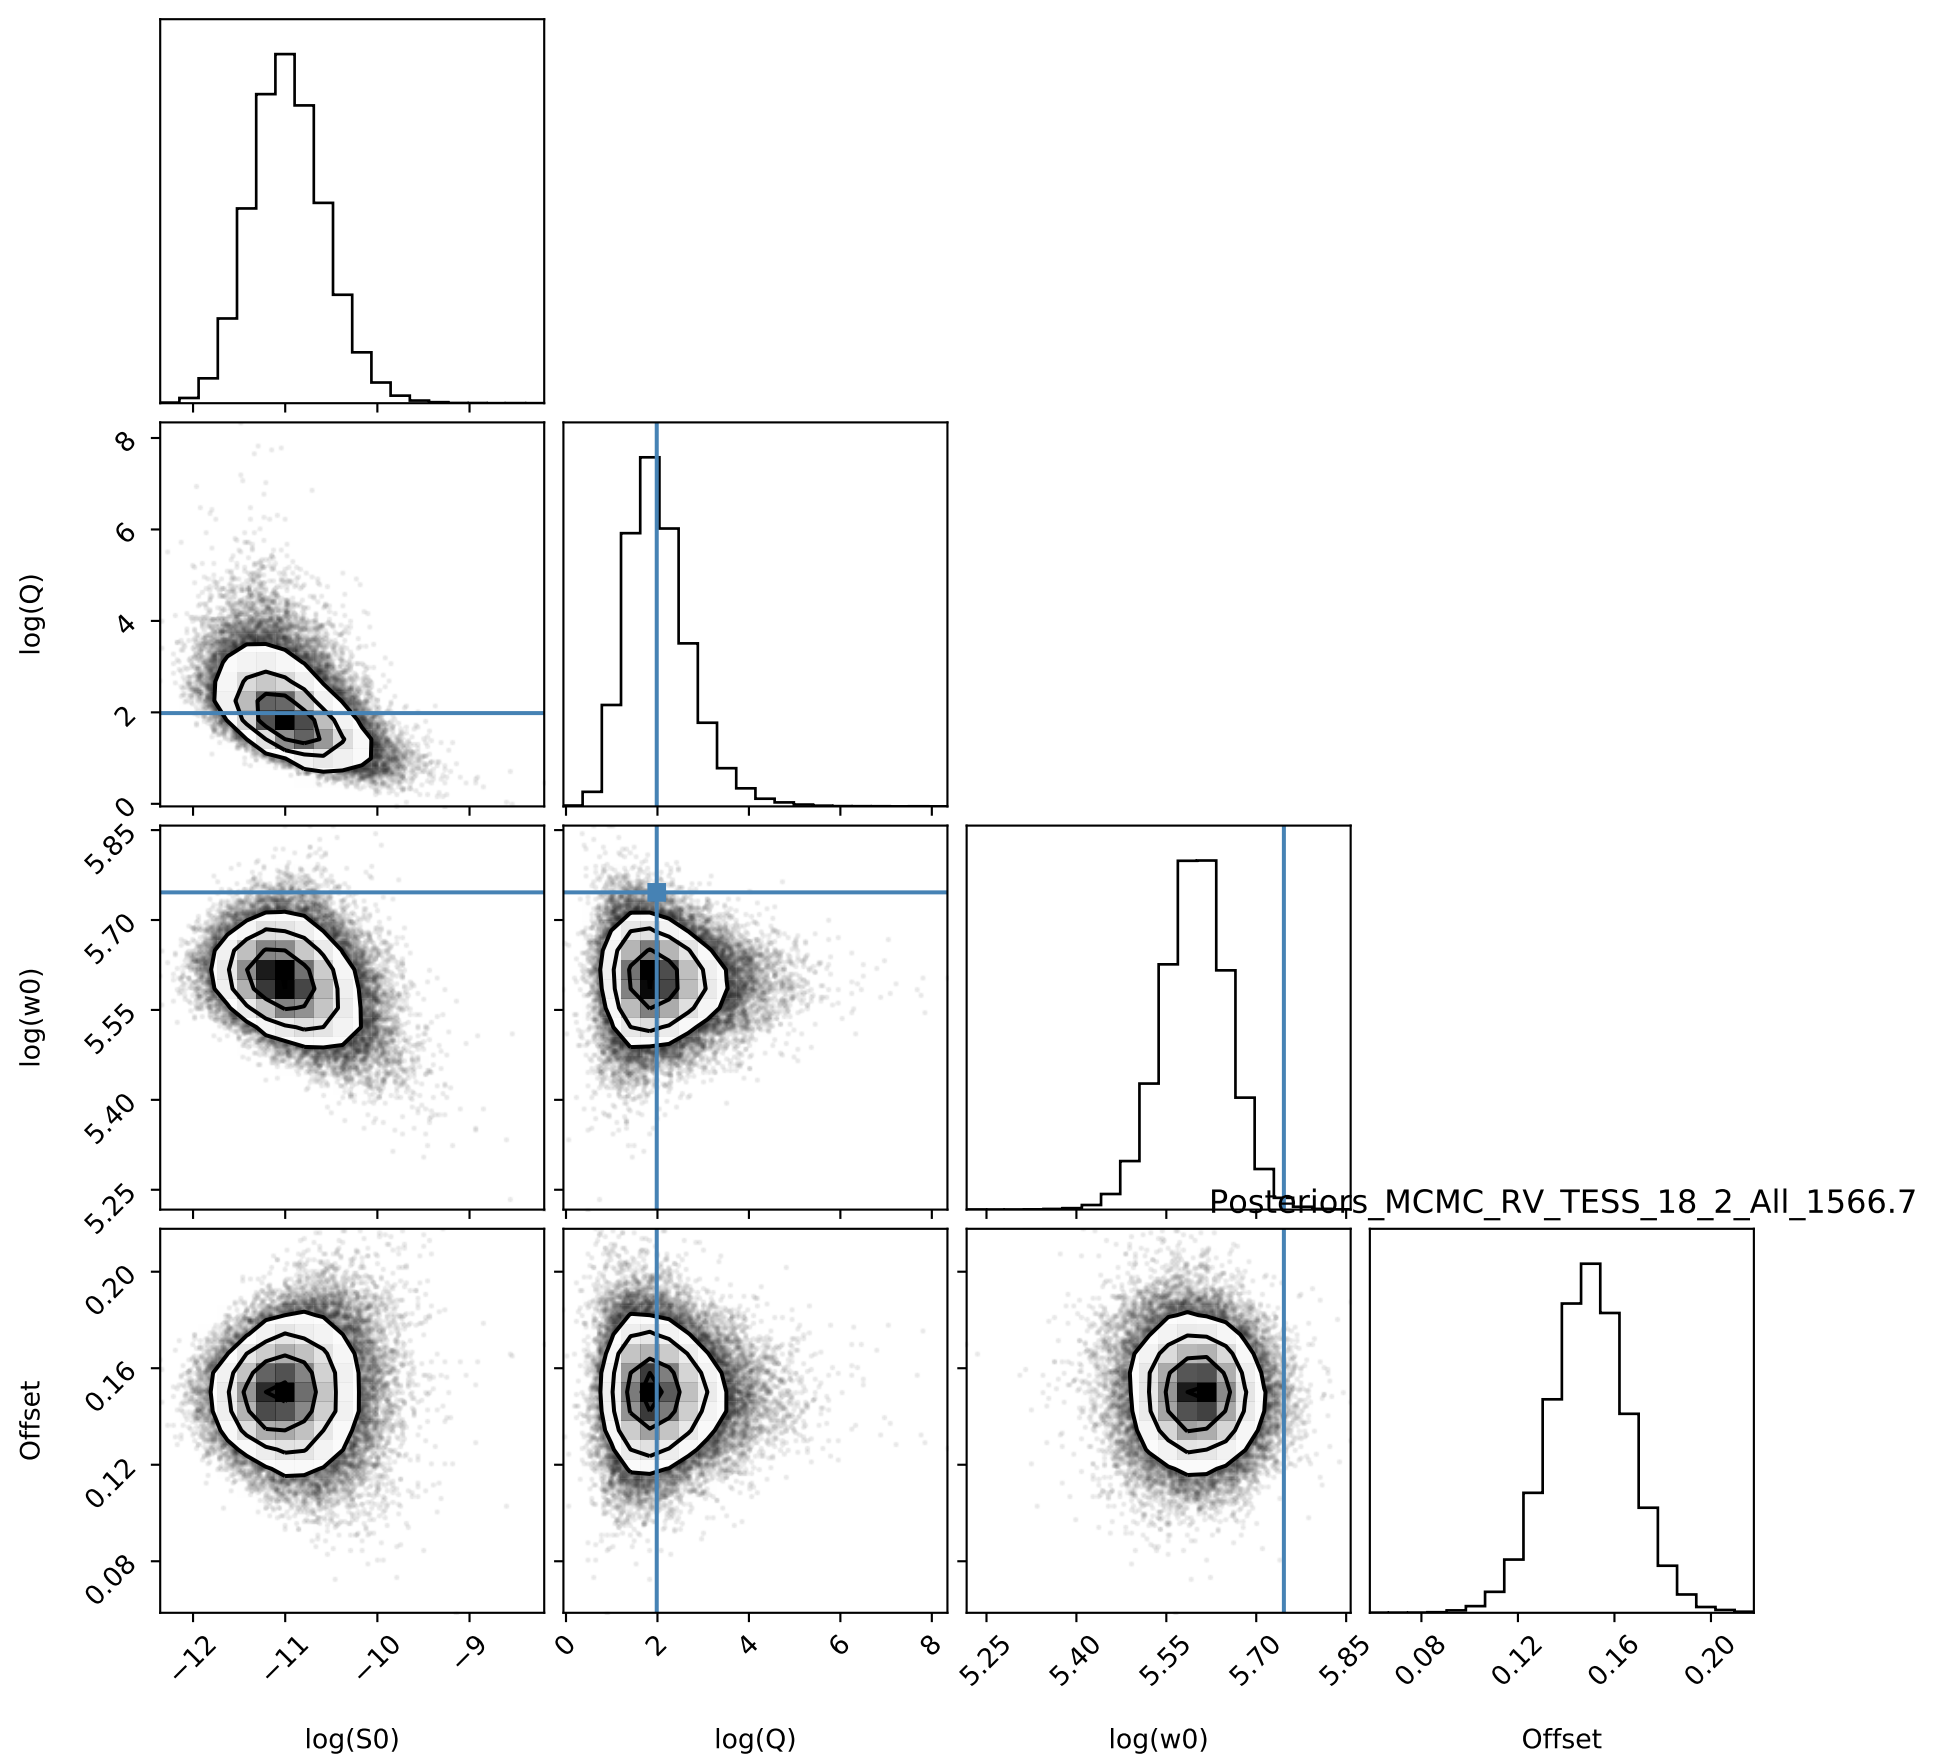 8
6
4
2
0
log(Q)
5.85
5.70
5.55
5.40
5.25
log(w0)
Posteriors_MCMC_RV_TESS_18_2_All_1566.7
0.20
0.16
0.12
0.08
Offset
−12 −11 −10 −9 0 2 4 6 8 5.25 5.40 5.55 5.70 5.85 0.08 0.12 0.16 0.20
log(S0) log(Q) log(w0) Offset